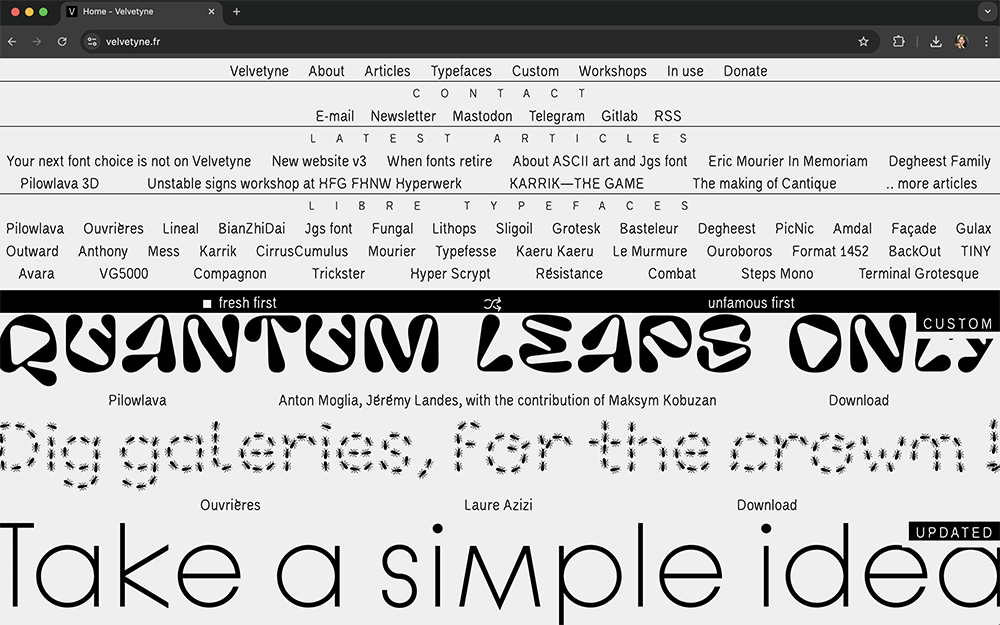 Home - Velvetyne
velvetyne.fr
Velvetyne About Articles Typefaces Custom Workshops In use Donate
CONTACT
E-mail Newsletter Mastodon Telegram Gitlab RSS
LATEST ARTICLES
Your next font choice is not on Velvetyne New website v3 When fonts retire About ASCII art and Jgs font Eric Mourier In Memoriam Degheest Family
Pilowlava 3D Unstable signs workshop at HFG FHNW Hyperwerk KARRIK—THE GAME The making of Cantique .. more articles
LIBRE TYPEFACES
Pilowlava Ouvrières Lineal BianZhiDai Jgs font Fungal Lithops Sligoil Grotesk Basteleur Degheest PicNic Amdal Façade Gulax
Outward Anthony Mess Karrik CirrusCumulus Mourier Typefesse Kaeru Kaeru Le Murmure Ouroboros Format 1452 BackOut TINY
Avara VG5000 Compagnon Trickster Hyper Scrypt Résistance Combat Steps Mono Terminal Grotesque
fresh first unfamous first
CUSTOM
QUANTUM LEAPS ONLY
Pilowlava Anton Moglia, Jérémy Landes, with the contribution of Maksym Kobuzan Download
Dig galeries, for the crowm !
Ouvrières Laure Azizi Download
UPDATED
Take a simple idea